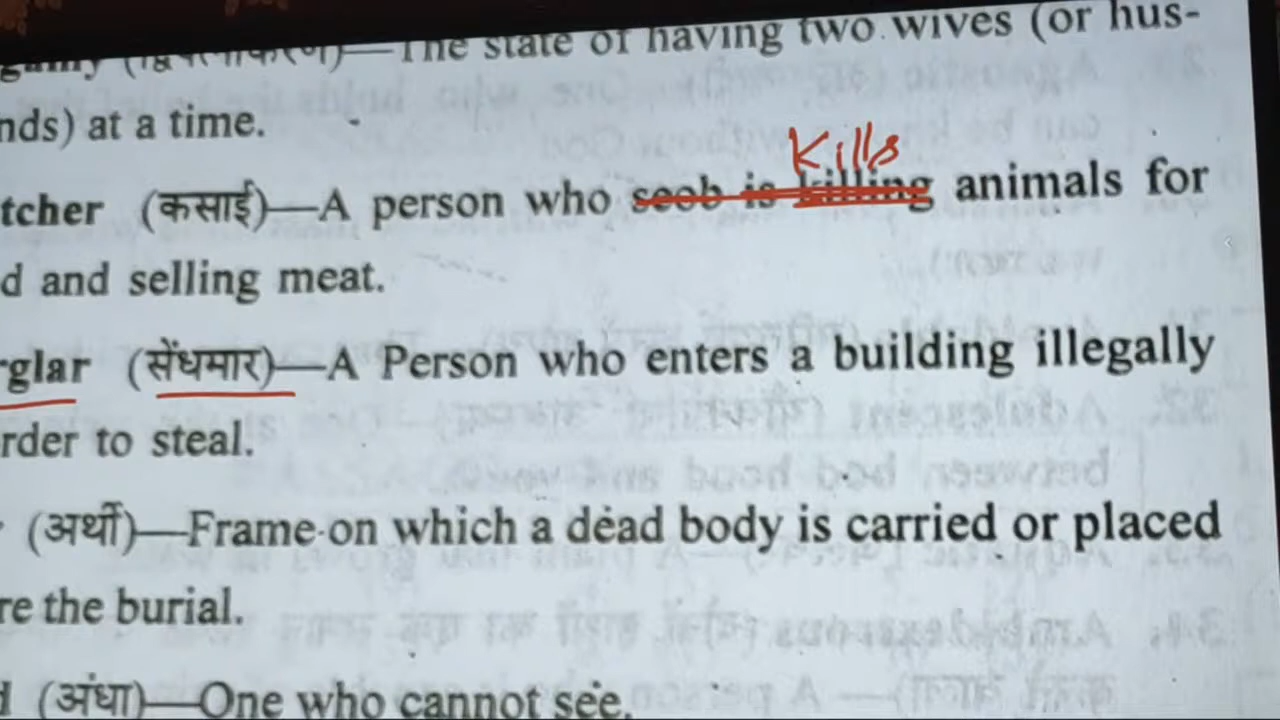 (द्विपत्नीकरण)—The state of having two wives (or hus-
nds) at a time.
Kills
tcher (कसाई)—A person who seob is killing animals for
d and selling meat.
rglar (सेंधमार)—A Person who enters a building illegally
rder to steal.
(अर्थी)—Frame on which a dead body is carried or placed
re the burial.
d (अंधा)—One who cannot see.